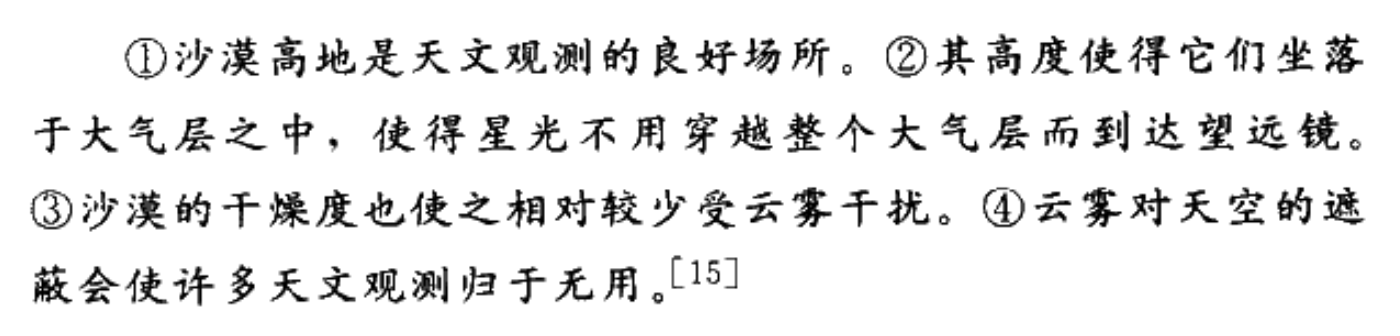 ①沙漠高地是天文观测的良好场所。②其高度使得它们坐落
于大气层之中，使得星光不用穿越整个大气层而到达望远镜。
③沙漠的干燥度也使之相对较少受云雾干扰。④云雾对天空的遮
蔽会使许多天文观测归于无用。[15]